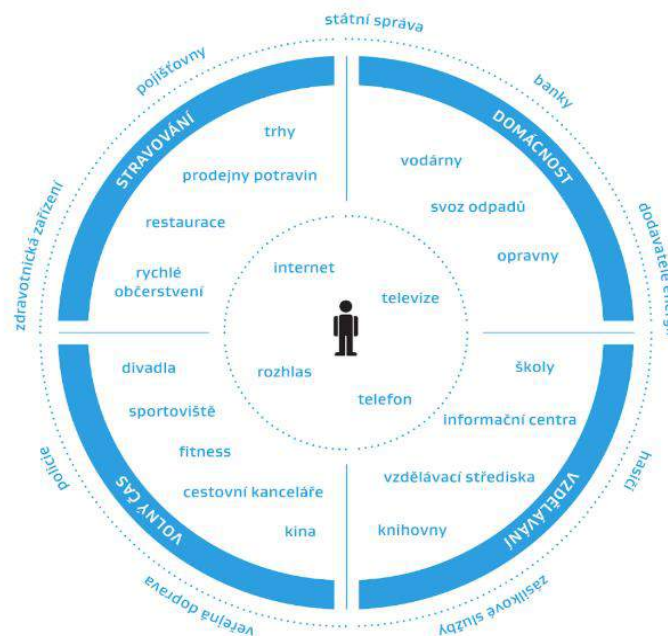 státní správa
pojišťovny
banky
zdravotnická zařízení
dodavatelé energií
STRAVOVÁNÍ
DOMÁCNOST
trhy
prodejny potravin
restaurace
rychlé
občerstvení
vodárny
svoz odpadů
opravny
internet
televize
rozhlas
telefon
divadla
sportoviště
fitness
cestovní kanceláře
kina
školy
informační centra
vzdělávací střediska
knihovny
VOLNÝ ČAS
VZDĚLÁVÁNÍ
policie
hasiči
veřejná doprava
zásilkové služby